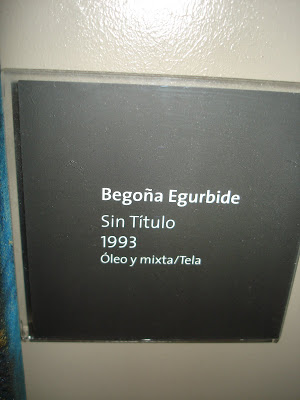 Begoña Egurbide
Sin Título
1993
Óleo y mixta/Tela